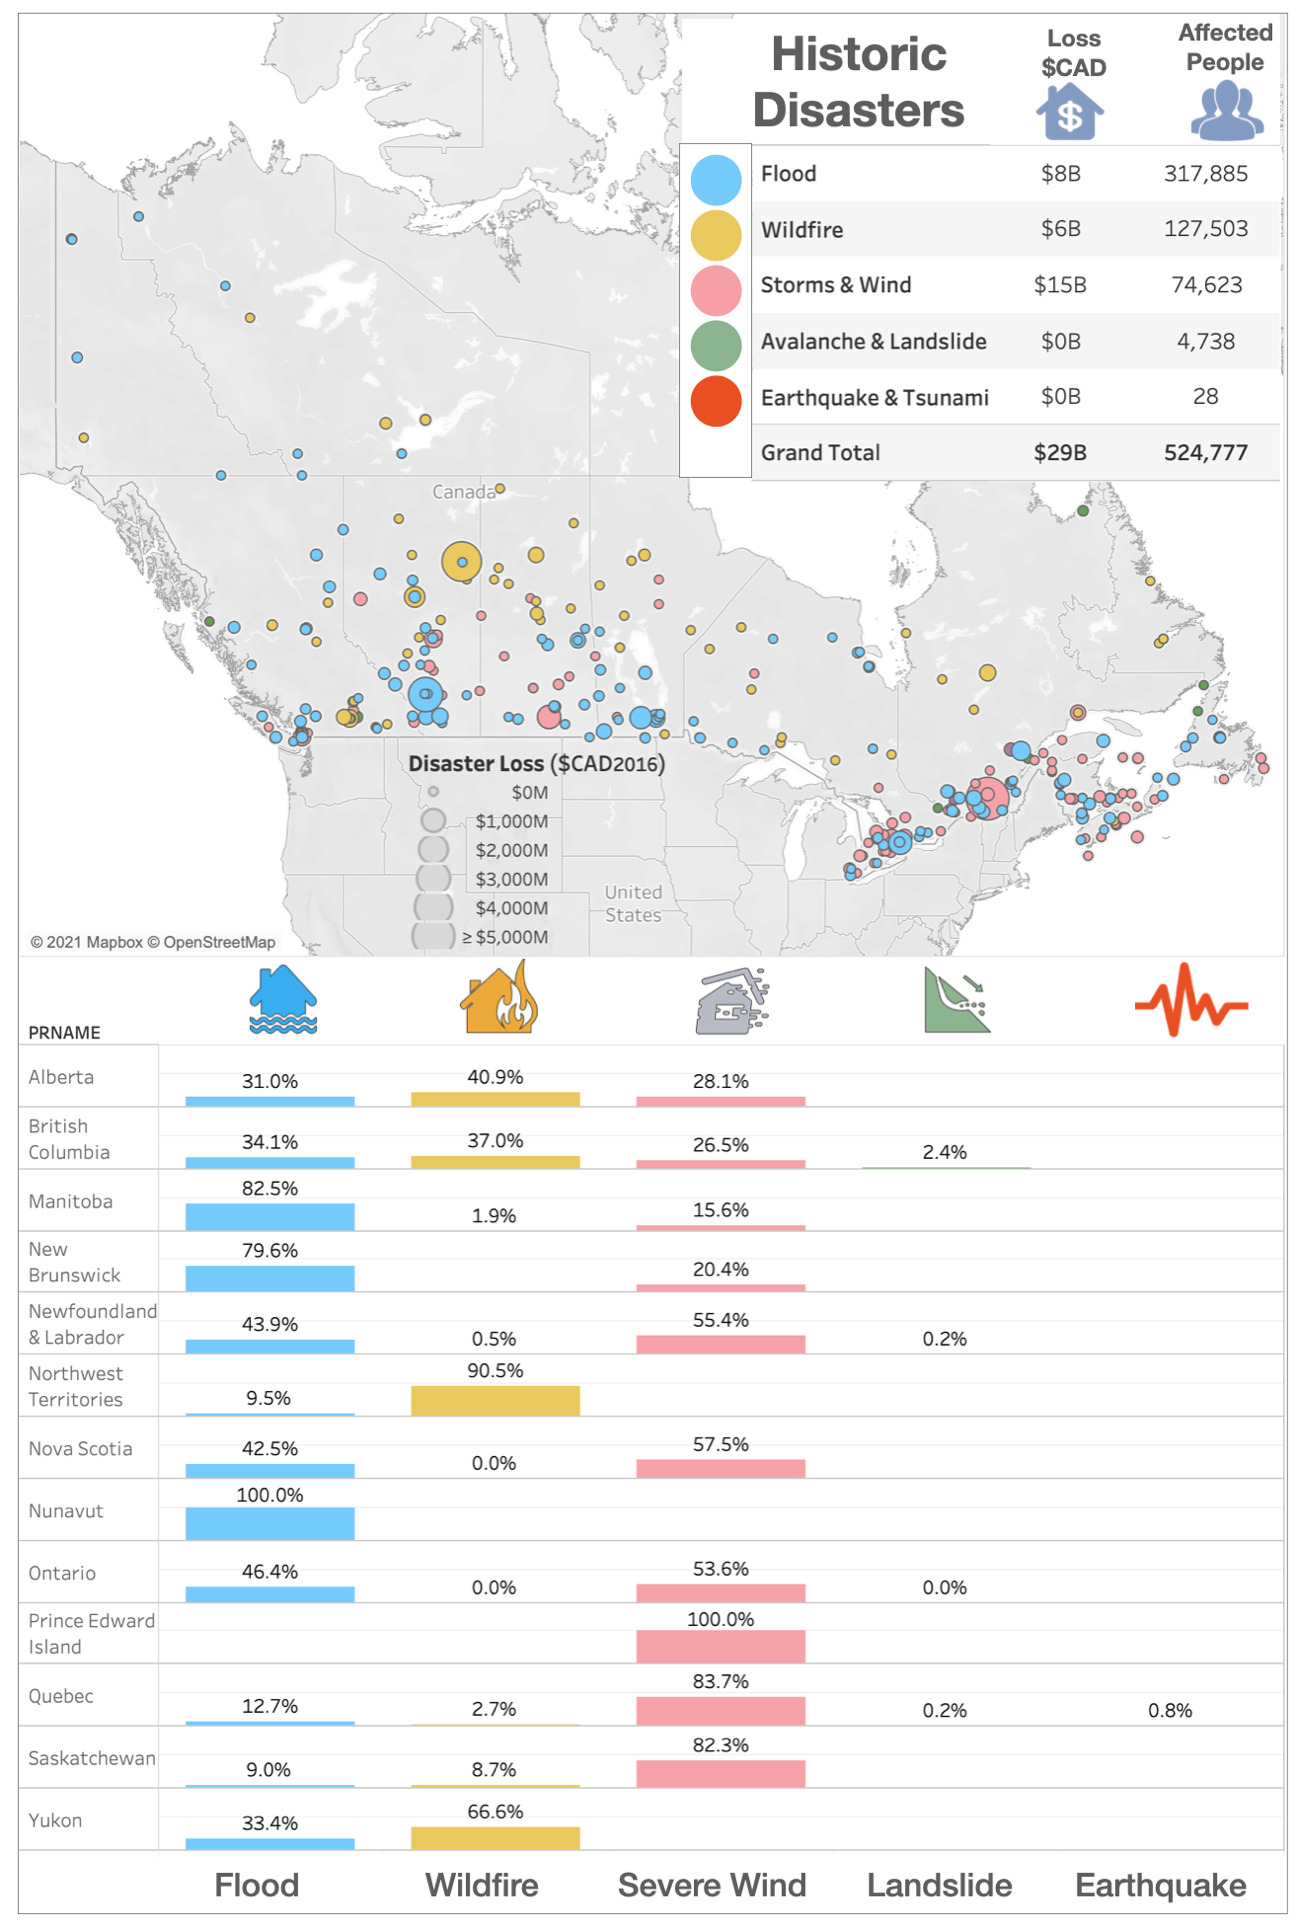 Historic
Disasters
Loss
$CAD
Affected
People
$
Flood $8B 317,885
Wildfire $6B 127,503
Storms & Wind $15B 74,623
Avalanche & Landslide $0B 4,738
Earthquake & Tsunami $0B 28
Grand Total $29B 524,777
Canada
Disaster Loss ($CAD2016)
$0M
$1,000M
$2,000M
$3,000M
$4,000M
≥ $5,000M
United
States
© 2021 Mapbox © OpenStreetMap
PRNAME
Alberta 31.0% 40.9% 28.1%
British
Columbia 34.1% 37.0% 26.5% 2.4%
Manitoba 82.5% 1.9% 15.6%
New
Brunswick 79.6% 20.4%
Newfoundland
& Labrador 43.9% 0.5% 55.4% 0.2%
Northwest
Territories 9.5% 90.5%
Nova Scotia 42.5% 0.0% 57.5%
Nunavut 100.0%
Ontario 46.4% 0.0% 53.6% 0.0%
Prince Edward
Island 100.0%
Quebec 12.7% 2.7% 83.7% 0.2% 0.8%
Saskatchewan 9.0% 8.7% 82.3%
Yukon 33.4% 66.6%
Flood Wildfire Severe Wind Landslide Earthquake